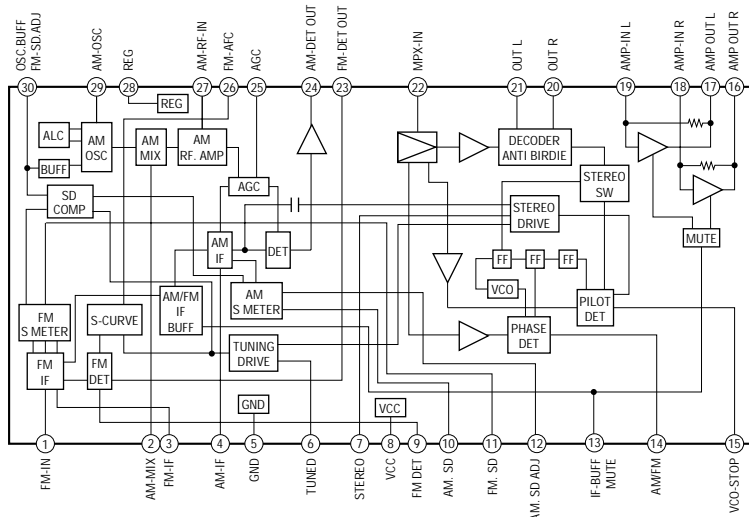 OSC.BUFF
FM-SD.ADJ
AM-OSC
REG
AM-RF-IN
FM-AFC
AGC
AM-DET OUT
FM-DET OUT
MPX-IN
OUT L
OUT R
AMP-IN L
AMP-IN R
AMP OUT L
AMP OUT R
30
29
28
27
26
25
24
23
22
21
20
19
18
17
16
REG
ALC
AM
OSC
AM
MIX
AM
RF. AMP
DECODER
ANTI BIRDIE
BUFF
AGC
STEREO
SW
SD
COMP
STEREO
DRIVE
AM
IF
DET
MUTE
FF
FF
FF
AM/FM
IF
BUFF
AM
S METER
VCO
PILOT
DET
FM
S METER
S-CURVE
PHASE
DET
TUNING
DRIVE
FM
IF
FM
DET
GND
VCC
1
2
3
4
5
6
7
8
9
10
11
12
13
14
15
FM-IN
AM-MIX
FM-IF
AM-IF
GND
TUNED
STEREO
VCC
FM DET
AM. SD
FM. SD
AM. SD ADJ
IF-BUFF
MUTE
AM/FM
VCO-STOP